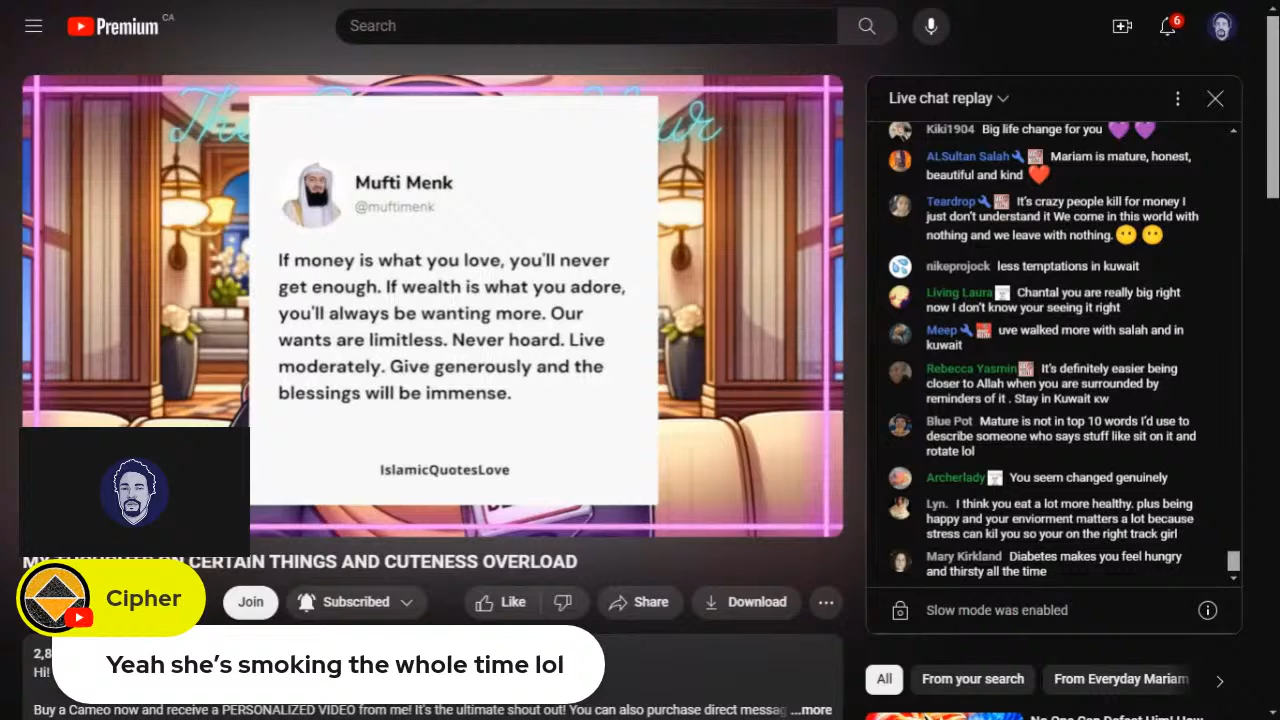 Premium CA
Search
6
The
our
Mufti Menk
@muftimenk
If money is what you love, you'll never
get enough. If wealth is what you adore,
you'll always be wanting more. Our
wants are limitless. Never hoard. Live
moderately. Give generously and the
blessings will be immense.
IslamicQuotesLove
CERTAIN THINGS AND CUTENESS OVERLOAD
Cipher
Join
Subscribed
Like
Share
Download
2,8
Hi!
Yeah she's smoking the whole time lol
Buy a Cameo now and receive a PERSONALIZED VIDEO from me! It's the ultimate shout out! You can also purchase direct messag ...more
Live chat replay
Kiki1904 Big life change for you 💜 💜
ALSultan Salah Mariam is mature, honest,
beautiful and kind ❤️
Teardrop It's crazy people kill for money I
just don't understand it We come in this world with
nothing and we leave with nothing. 😶 😶
nikeprojock less temptations in kuwait
Living Laura Chantal you are really big right
now I don't know your seeing it right
Meep uve walked more with salah and in
kuwait
Rebecca Yasmin It's definitely easier being
closer to Allah when you are surrounded by
reminders of it . Stay in Kuwait ĸw
Blue Pot Mature is not in top 10 words I'd use to
describe someone who says stuff like sit on it and
rotate lol
Archerlady You seem changed genuinely
Lyn. I think you eat a lot more healthy. plus being
happy and your enviorment matters a lot because
stress can kil you so your on the right track girl
Mary Kirkland Diabetes makes you feel hungry
and thirsty all the time
Slow mode was enabled
All
From your search
From Everyday Mariam
No One Can Defeat Him! How